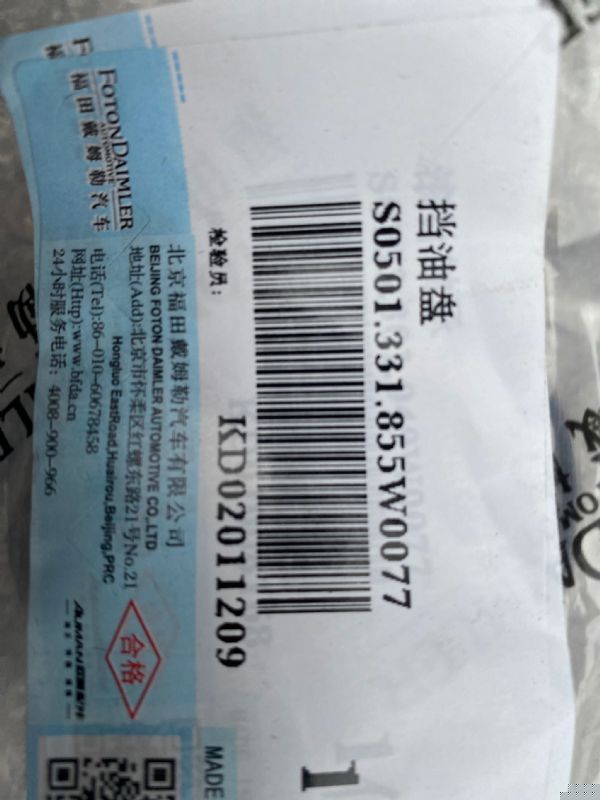 挡油盘
S0501.331.855W0077
KD02011209
检验员:
北京福田戴姆勒汽车有限公司
BEIJING FOTON DAIMLER AUTOMOTIVE CO.,LTD
地址(Add):北京市怀柔区红螺东路21号No.21
Hongluo EastRoad,Huairou,Beijing,PRC
电话(Tel):86-010-60678458
网址(Http):www.bfda.cn
24小时服务电话: 4008-900-966
FOTONDAIMLER
AUTOMOTIVE
福田戴姆勒汽车
合格
AUMAN
MADE
1